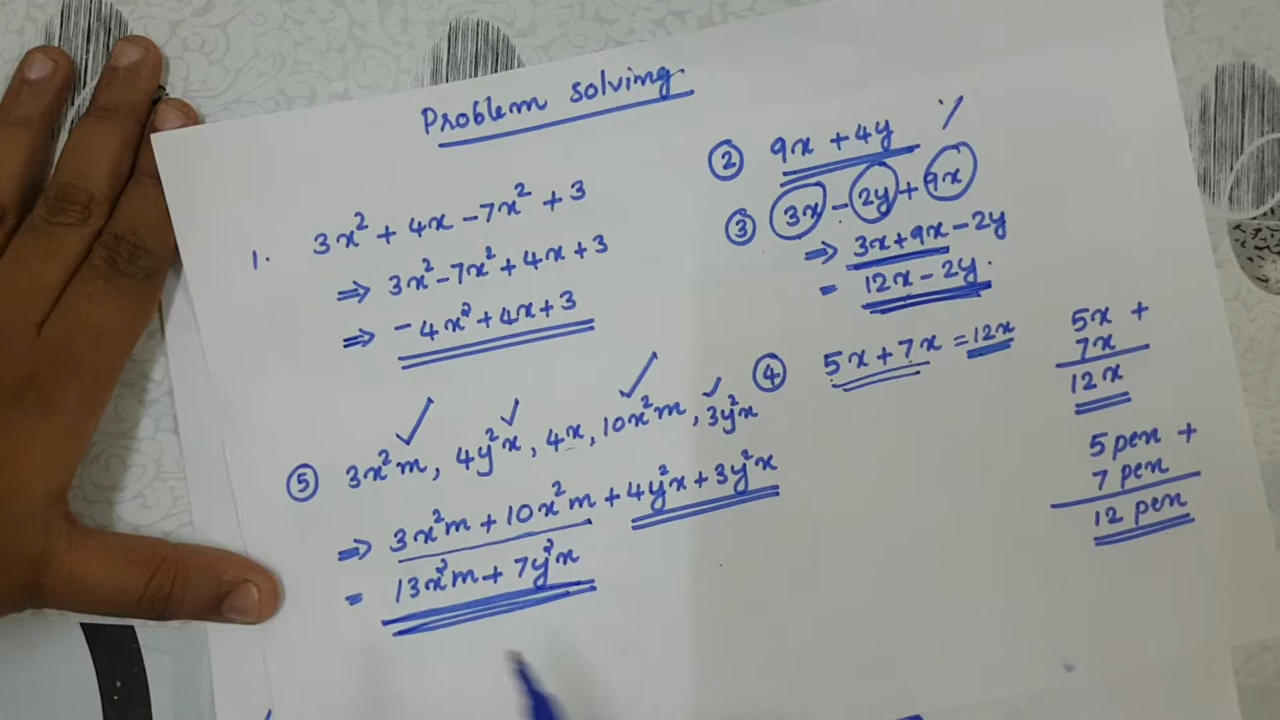 Problem solving
1. 3x² + 4x - 7x² + 3
⇒ 3x² - 7x² + 4x + 3
⇒ -4x² + 4x + 3
② 9x + 4y
③ 3x - 2y + 9x
⇒ 3x + 9x - 2y
= 12x - 2y.
④ 5x + 7x = 12x
5x +
7x
12x
5 pen +
7 pen
12 pen
⑤ 3x²m, 4y²x, 4x, 10x²m, 3y²x
⇒ 3x²m + 10x²m + 4y²x + 3y²x
= 13x²m + 7y²x